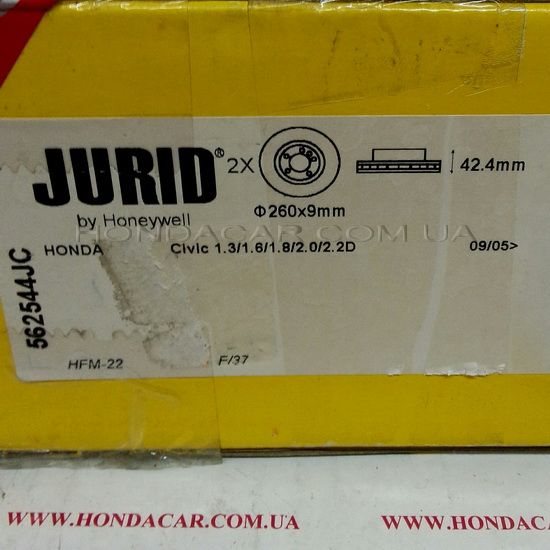 JURID® 2X
42.4mm
by Honeywell
Φ260x9mm
HONDACAR.COM.UA
HONDA Civic 1.3/1.6/1.8/2.0/2.2D 09/05>
562544JC
HFM-22 F/37
WWW.HONDACAR.COM.UA WWW.HONDACAR